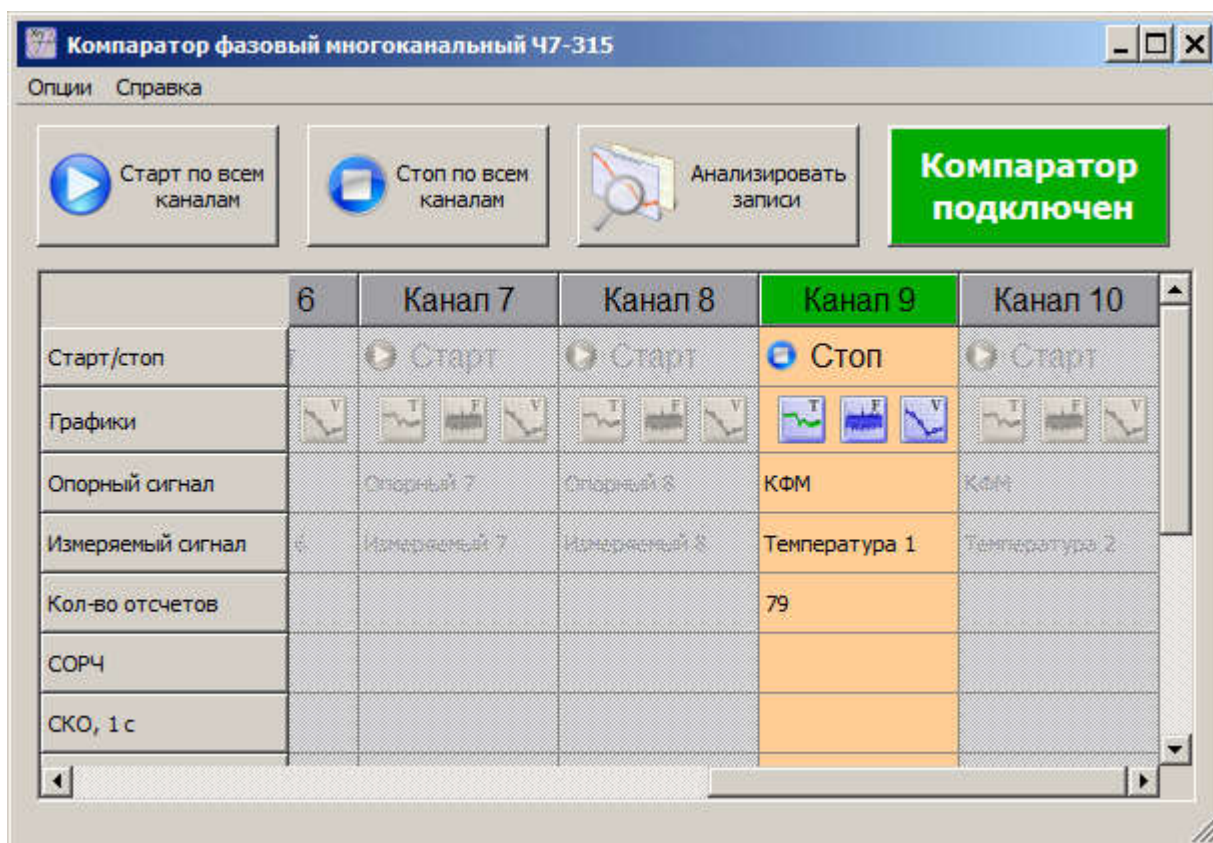 Компаратор фазовый многоканальный Ч7-315
Опции Справка
Старт по всем
каналам
Стоп по всем
каналам
Анализировать
записи
Компаратор
подключен
6 Канал 7 Канал 8 Канал 9 Канал 10
Старт/стоп Старт Старт Стоп Старт
Графики V T F V T F V T F V T F V
Опорный сигнал Опорный 7 Опорный 8 КФМ КФМ
Измеряемый сигнал 6 Измеряемый 7 Измеряемый 8 Температура 1 Температура 2
Кол-во отсчетов 79
СОРЧ
СКО, 1 с